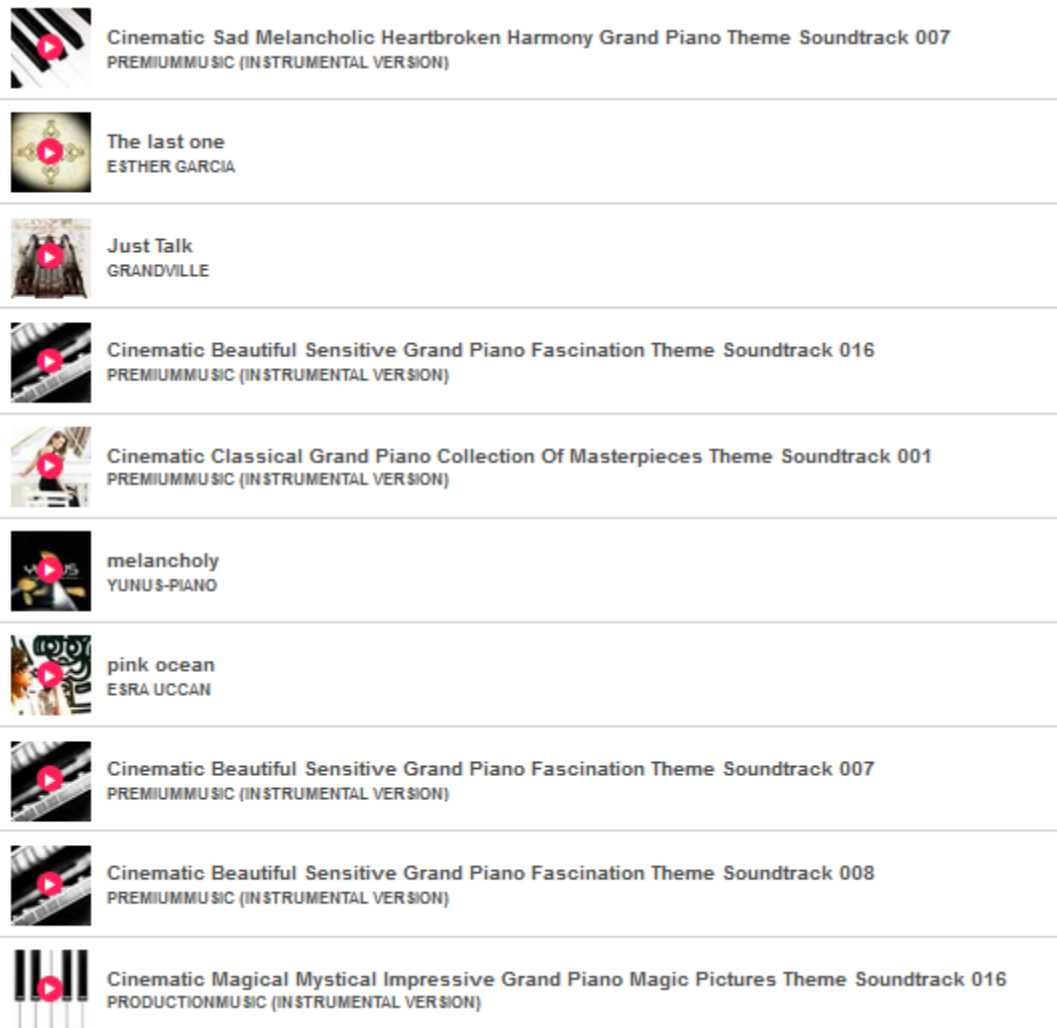 Cinematic Sad Melancholic Heartbroken Harmony Grand Piano Theme Soundtrack 007
PREMIUMMUSIC (INSTRUMENTAL VERSION)
The last one
ESTHER GARCIA
Just Talk
GRANDVILLE
Cinematic Beautiful Sensitive Grand Piano Fascination Theme Soundtrack 016
PREMIUMMUSIC (INSTRUMENTAL VERSION)
Cinematic Classical Grand Piano Collection Of Masterpieces Theme Soundtrack 001
PREMIUMMUSIC (INSTRUMENTAL VERSION)
melancholy
YUNUS-PIANO
pink ocean
ESRA UCCAN
Cinematic Beautiful Sensitive Grand Piano Fascination Theme Soundtrack 007
PREMIUMMUSIC (INSTRUMENTAL VERSION)
Cinematic Beautiful Sensitive Grand Piano Fascination Theme Soundtrack 008
PREMIUMMUSIC (INSTRUMENTAL VERSION)
Cinematic Magical Mystical Impressive Grand Piano Magic Pictures Theme Soundtrack 016
PRODUCTIONMUSIC (INSTRUMENTAL VERSION)